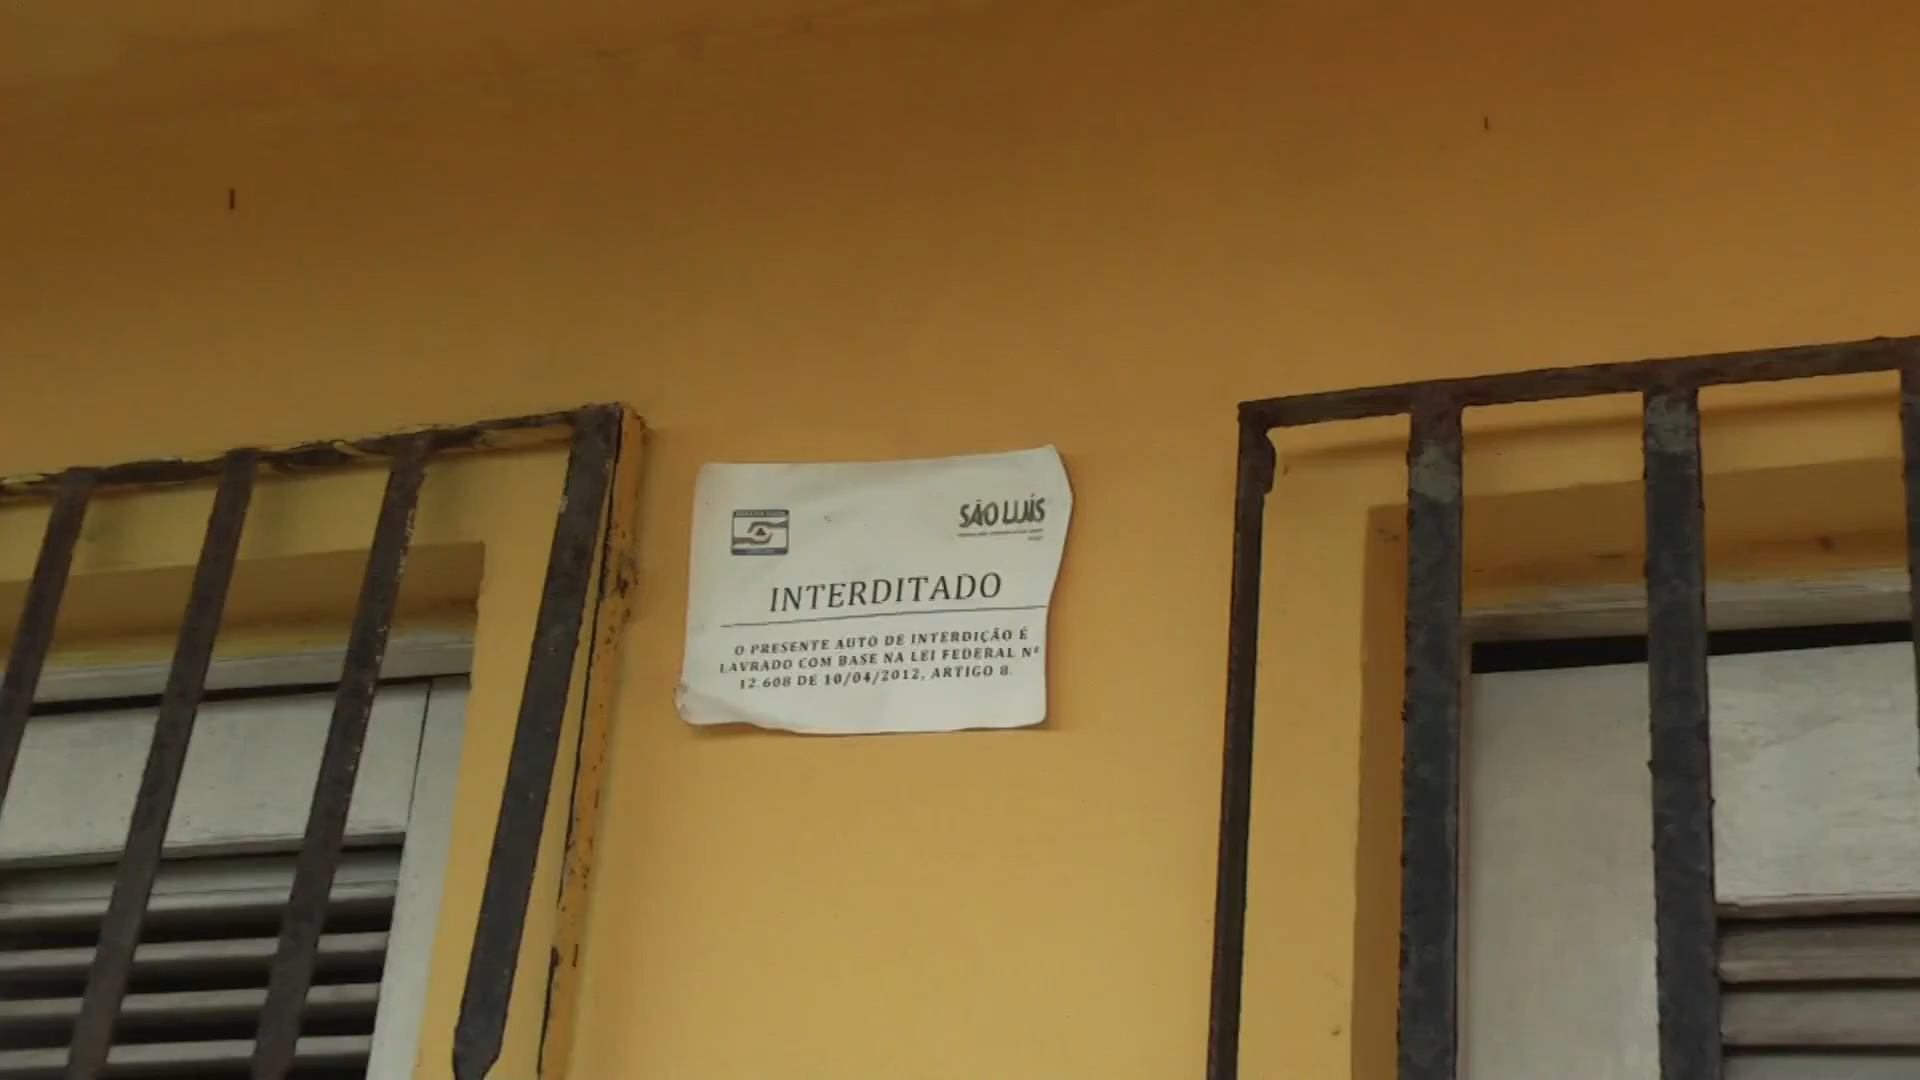 SÃO LUÍS
INTERDITADO
O PRESENTE AUTO DE INTERDIÇÃO É
LAVRADO COM BASE NA LEI FEDERAL Nº
12.608 DE 10/04/2012, ARTIGO 8.